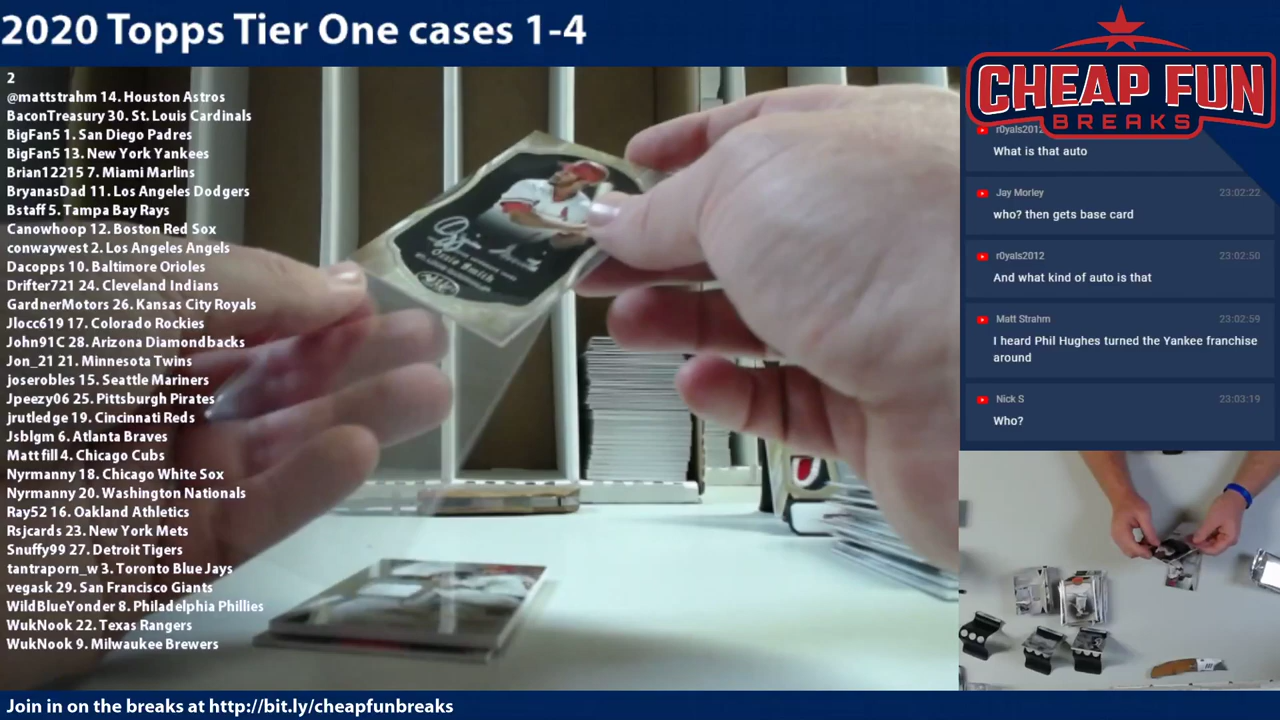 2020 Topps Tier One cases 1-4
2
@mattstrahm 14. Houston Astros
BaconTreasury 30. St. Louis Cardinals
BigFan5 1. San Diego Padres
BigFan5 13. New York Yankees
Brian12215 7. Miami Marlins
BryanasDad 11. Los Angeles Dodgers
Bstaff 5. Tampa Bay Rays
Canowhoop 12. Boston Red Sox
conwaywest 2. Los Angeles Angels
Dacopps 10. Baltimore Orioles
Drifter721 24. Cleveland Indians
GardnerMotors 26. Kansas City Royals
Jlocc619 17. Colorado Rockies
John91C 28. Arizona Diamondbacks
Jon_21 21. Minnesota Twins
joserobles 15. Seattle Mariners
Jpeezy06 25. Pittsburgh Pirates
jrutledge 19. Cincinnati Reds
Jsblgm 6. Atlanta Braves
Matt fill 4. Chicago Cubs
Nyrmanny 18. Chicago White Sox
Nyrmanny 20. Washington Nationals
Ray52 16. Oakland Athletics
Rsjcards 23. New York Mets
Snuffy99 27. Detroit Tigers
tantraporn_w 3. Toronto Blue Jays
vegask 29. San Francisco Giants
WildBlueYonder 8. Philadelphia Phillies
WukNook 22. Texas Rangers
WukNook 9. Milwaukee Brewers
Ozzie Smith
CHEAP FUN
BREAKS
r0yals2012
What is that auto
Jay Morley 23:02:22
who? then gets base card
r0yals2012 23:02:50
And what kind of auto is that
Matt Strahm 23:02:59
I heard Phil Hughes turned the Yankee franchise
around
Nick S 23:03:19
Who?
Join in on the breaks at http://bit.ly/cheapfunbreaks